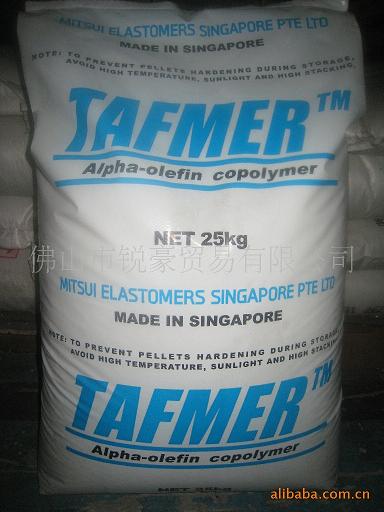 MITSUI ELASTOMERS SINGAPORE PTE LTD
MADE IN SINGAPORE
NOTE: TO PREVENT PELLETS HARDENING DURING STORAGE,
AVOID HIGH TEMPERATURE, SUNLIGHT AND HIGH STACKING.
TAFMER™
Alpha-olefin copolymer
NET 25kg
佛山市锐豪贸易有限公司
MITSUI ELASTOMERS SINGAPORE PTE LTD
MADE IN SINGAPORE
NOTE: TO PREVENT PELLETS HARDENING DURING STORAGE,
AVOID HIGH TEMPERATURE, SUNLIGHT AND HIGH STACKING.
TAFMER™
Alpha-olefin copolymer
NET 25kg
alibaba.com.cn